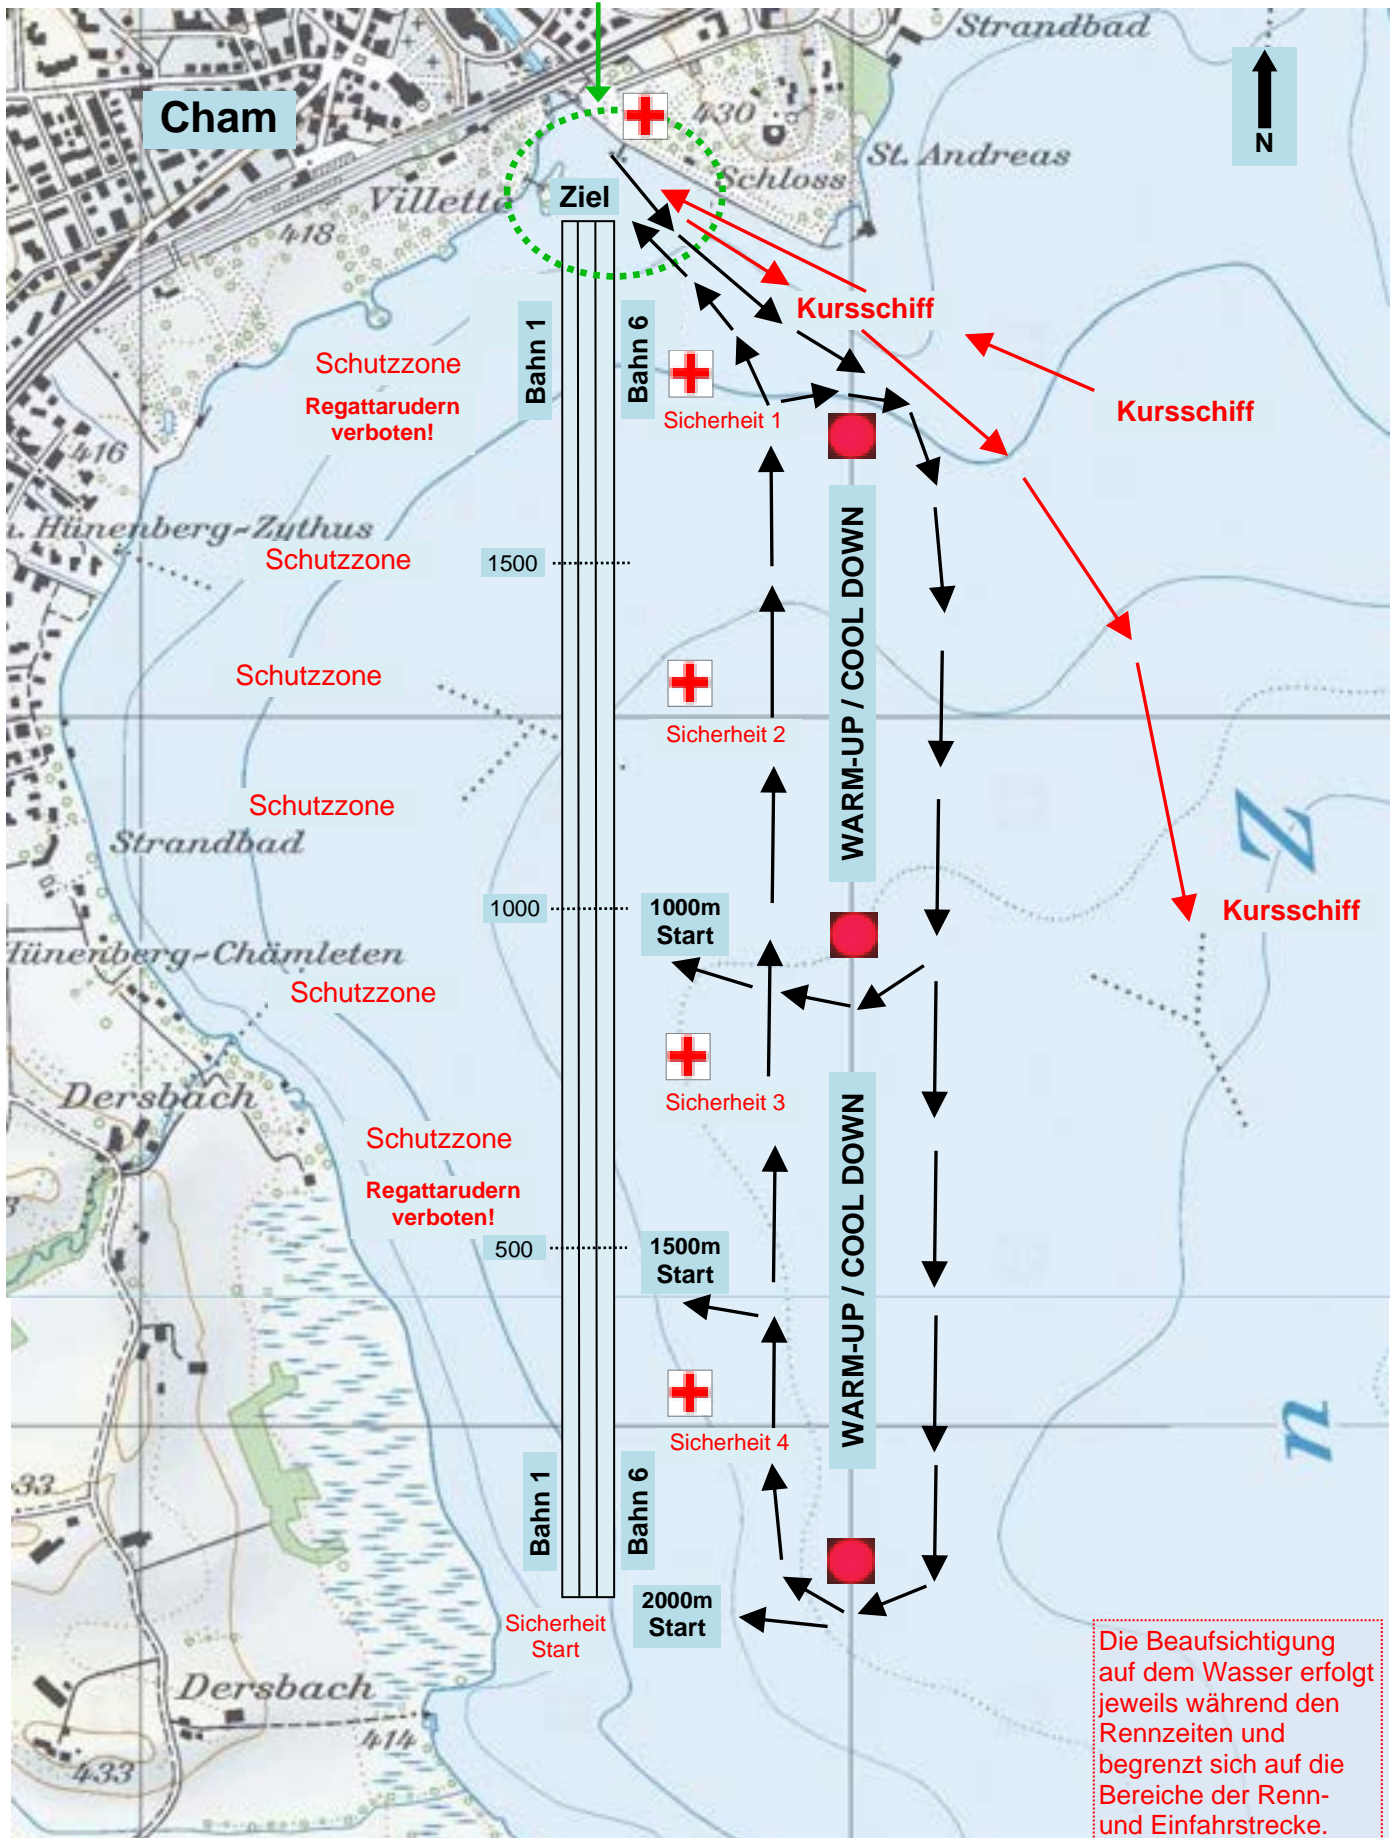 Strandbad
Cham
430
N
St. Andreas
Schloss
Villette
Ziel
418
Kursschiff
Bahn 1
Bahn 6
Schutzzone
Regattarudern
verboten!
Kursschiff
Sicherheit 1
416
Hünenberg-Zythus
Schutzzone
1500
WARM-UP / COOL DOWN
Schutzzone
Sicherheit 2
Schutzzone
Strandbad
Z
1000
1000m
Start
Kursschiff
Hünenberg-Chämleten
Schutzzone
Dersbach
Sicherheit 3
Schutzzone
Regattarudern
verboten!
500
1500m
Start
WARM-UP / COOL DOWN
n
Sicherheit 4
33
Bahn 1
Bahn 6
2000m
Start
Sicherheit
Start
Dersbach
414
433
Die Beaufsichtigung
auf dem Wasser erfolgt
jeweils während den
Rennzeiten und
begrenzt sich auf die
Bereiche der Renn-
und Einfahrstrecke.